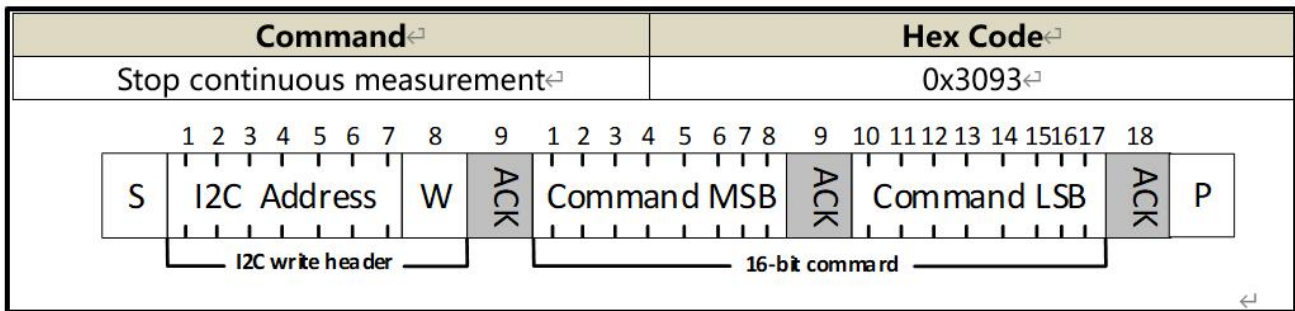 Command↵ Hex Code↵
Stop continuous measurement↵ 0x3093↵
1 2 3 4 5 6 7 8 9 1 2 3 4 5 6 7 8 9 10 11 12 13 14 15 16 17 18
S I2C Address W ACK Command MSB ACK Command LSB ACK P
I2C write header 16-bit commard
↵